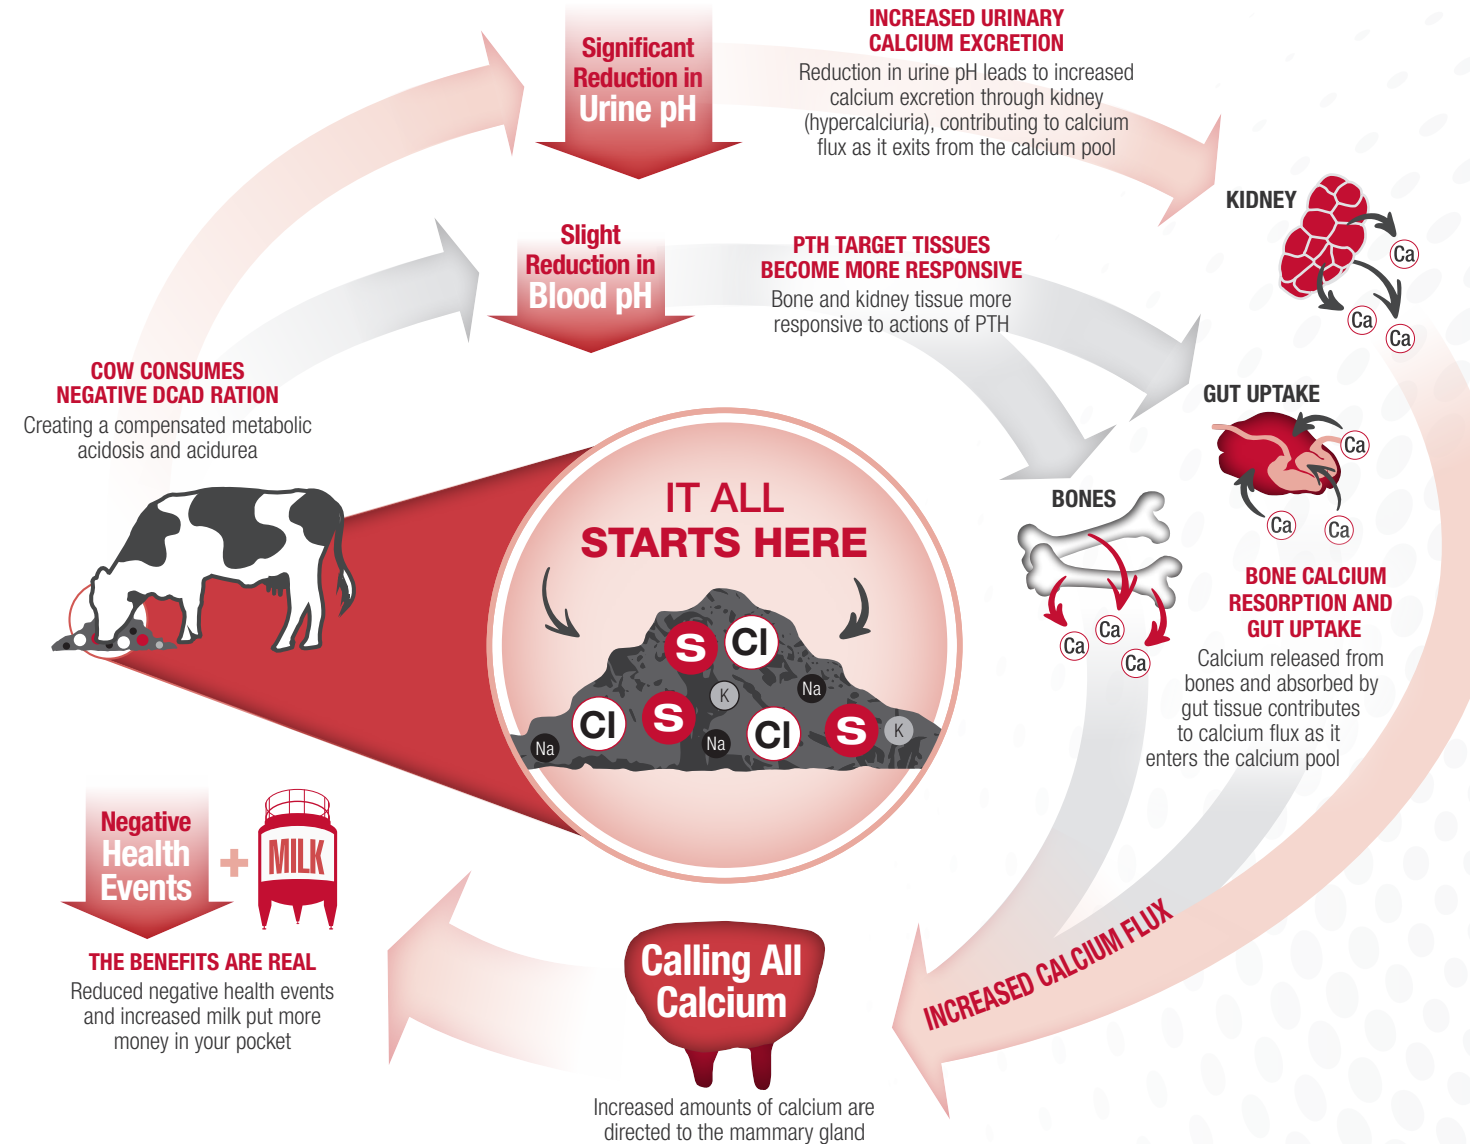 Significant
Reduction in
Urine pH
INCREASED URINARY
CALCIUM EXCRETION
Reduction in urine pH leads to increased
calcium excretion through kidney
(hypercalciuria), contributing to calcium
flux as it exits from the calcium pool
KIDNEY
Ca
Ca
Ca
Slight
Reduction in
Blood pH
PTH TARGET TISSUES
BECOME MORE RESPONSIVE
Bone and kidney tissue more
responsive to actions of PTH
COW CONSUMES
NEGATIVE DCAD RATION
Creating a compensated metabolic
acidosis and acidurea
GUT UPTAKE
Ca
Ca
Ca
BONES
Ca
Ca
Ca
IT ALL
STARTS HERE
S
Cl
K
Na
Cl
S
Na
Cl
S
K
Na
BONE CALCIUM
RESORPTION AND
GUT UPTAKE
Calcium released from
bones and absorbed by
gut tissue contributes
to calcium flux as it
enters the calcium pool
INCREASED CALCIUM FLUX
Calling All
Calcium
Increased amounts of calcium are
directed to the mammary gland
Negative
Health
Events
+
MILK
THE BENEFITS ARE REAL
Reduced negative health events
and increased milk put more
money in your pocket